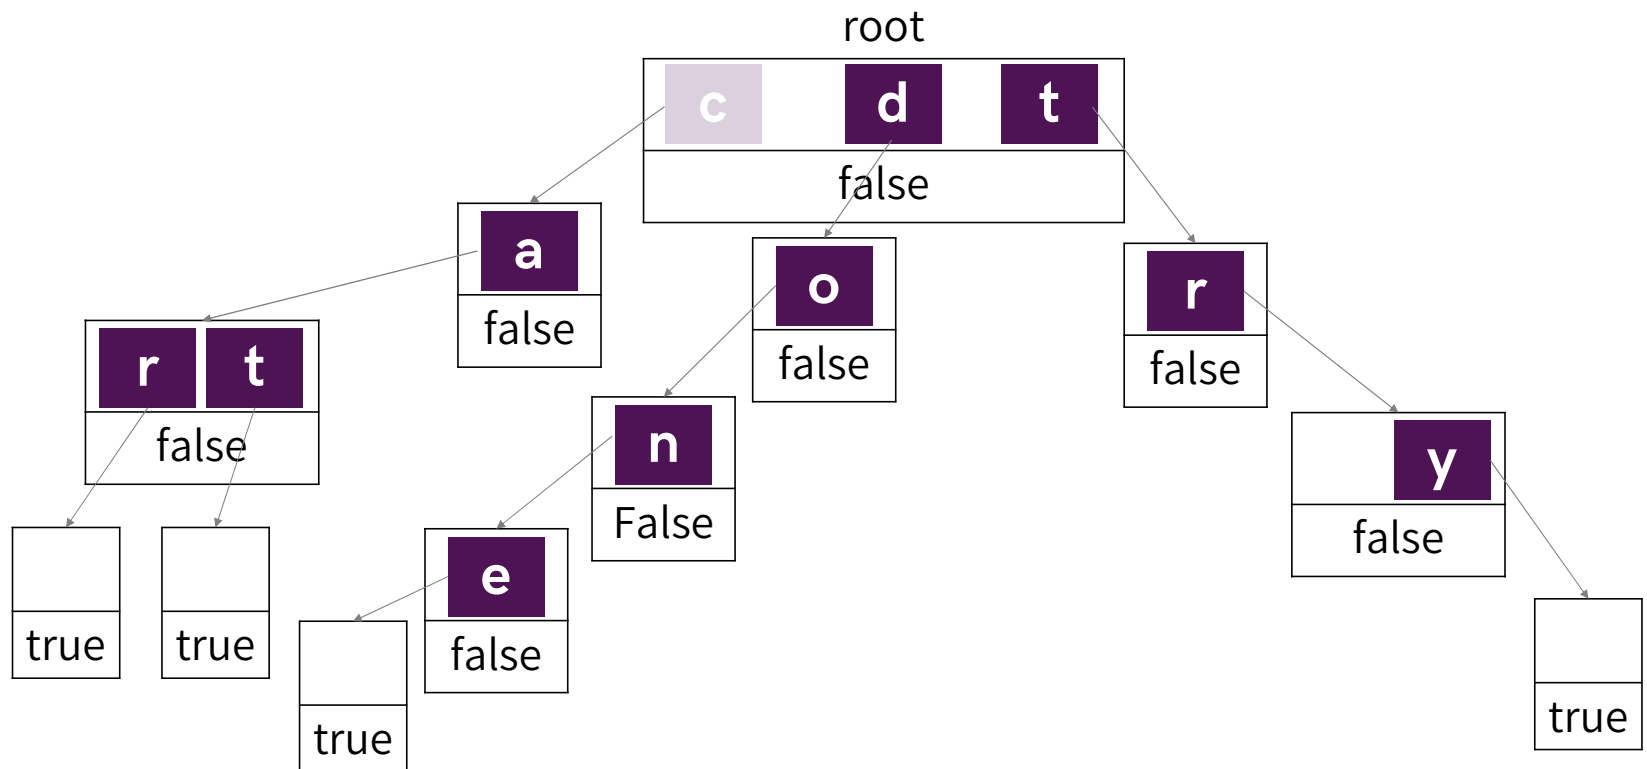 root
c d t
false
a
false
o
false
r
false
r t
false
n
False
y
false
e
false
true
true
true
true